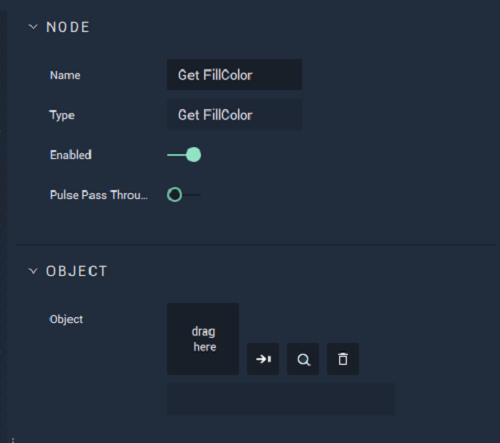 NODE
Name Get FillColor
Type Get FillColor
Enabled
Pulse Pass Throu...
OBJECT
Object
drag
here